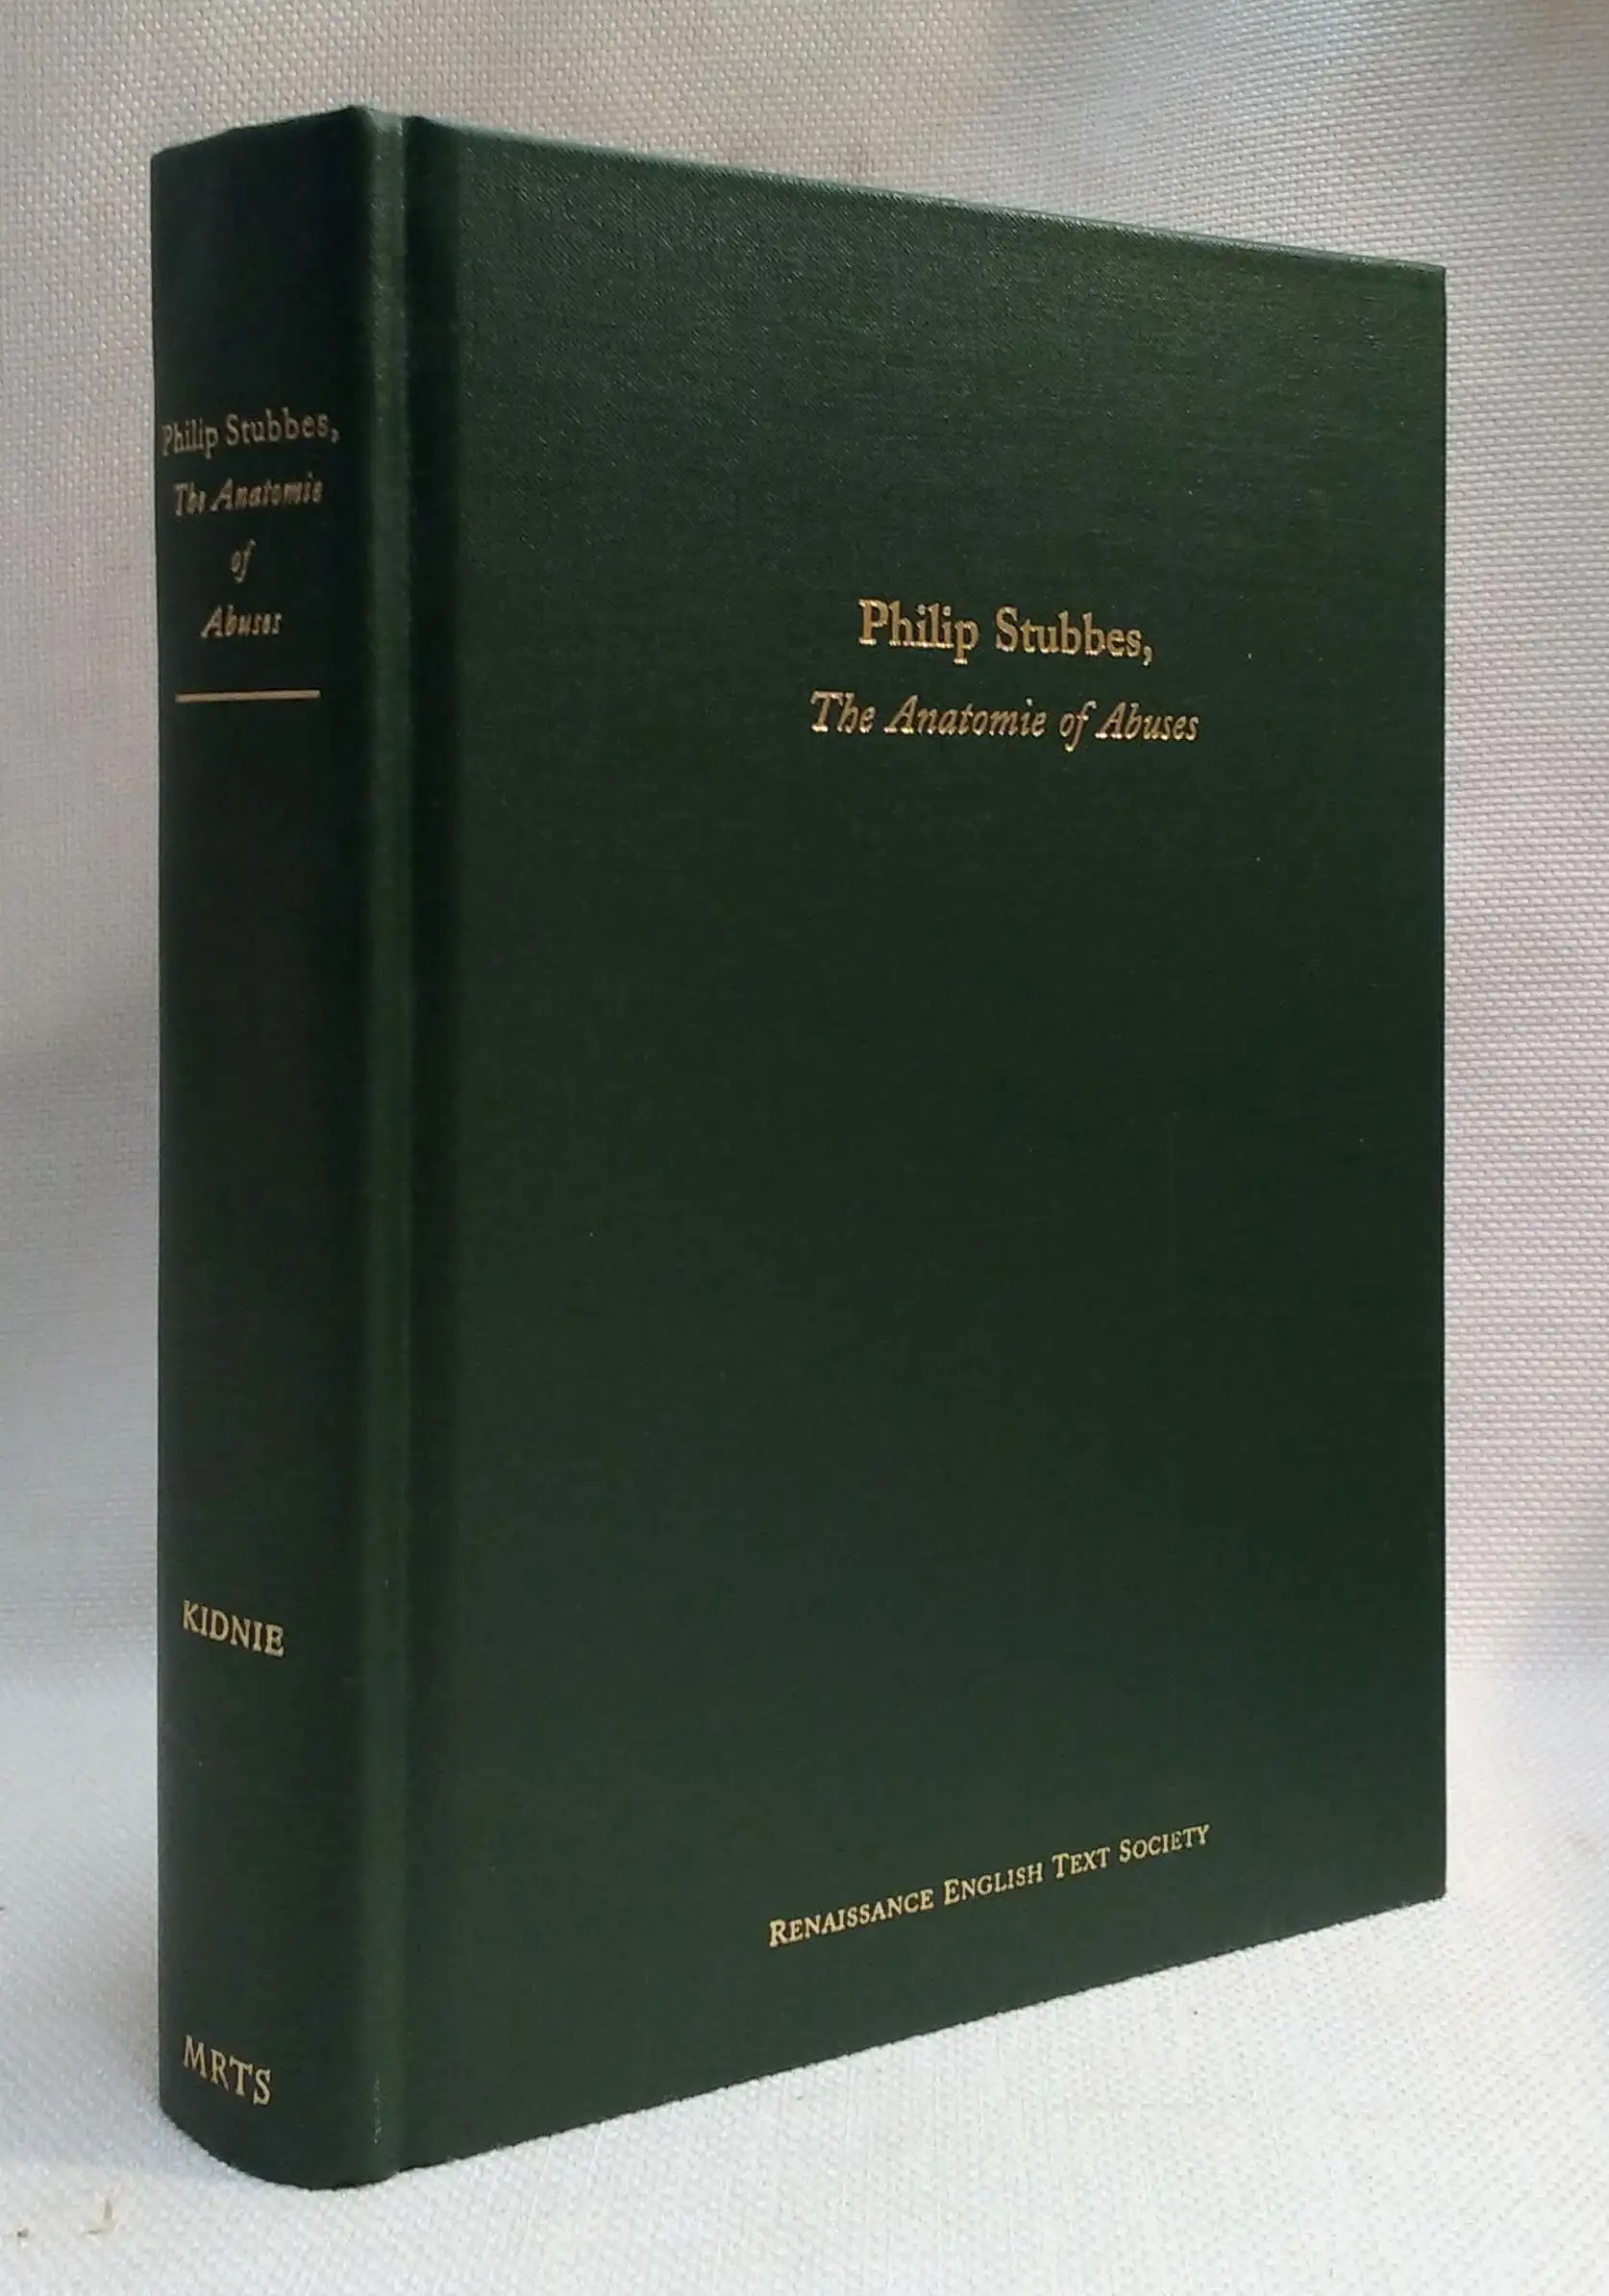 Philip Stubbes,
The Anatomie
of
Abuses
KIDNIE
MRTS
Philip Stubbes,
The Anatomie of Abuses
RENAISSANCE ENGLISH TEXT SOCIETY